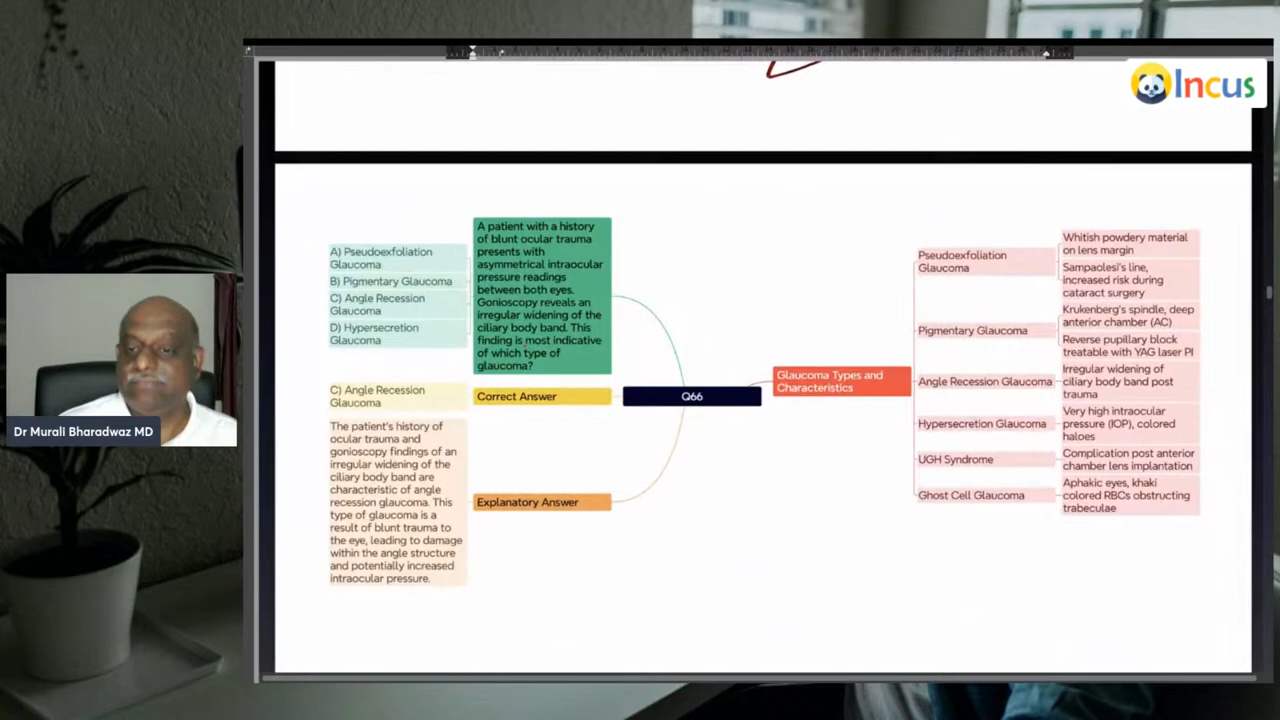 Incus
A patient with a history
of blunt ocular trauma
presents with
asymmetrical intraocular
pressure readings
between both eyes.
Gonioscopy reveals an
irregular widening of the
ciliary body band. This
finding is most indicative
of which type of
glaucoma?
A) Pseudoexfoliation
Glaucoma
B) Pigmentary Glaucoma
C) Angle Recession
Glaucoma
D) Hypersecretion
Glaucoma
C) Angle Recession
Glaucoma
Correct Answer
The patient's history of
ocular trauma and
gonioscopy findings of an
irregular widening of the
ciliary body band are
characteristic of angle
recession glaucoma. This
type of glaucoma is a
result of blunt trauma to
the eye, leading to damage
within the angle structure
and potentially increased
intraocular pressure.
Explanatory Answer
Q66
Glaucoma Types and
Characteristics
Pseudoexfoliation
Glaucoma
Whitish powdery material
on lens margin
Sampaolesi's line,
increased risk during
cataract surgery
Pigmentary Glaucoma
Krukenberg's spindle, deep
anterior chamber (AC)
Reverse pupillary block
treatable with YAG laser PI
Angle Recession Glaucoma
Irregular widening of
ciliary body band post
trauma
Hypersecretion Glaucoma
Very high intraocular
pressure (IOP), colored
haloes
UGH Syndrome
Complication post anterior
chamber lens implantation
Ghost Cell Glaucoma
Aphakic eyes, khaki
colored RBCs obstructing
trabeculae
Dr Murali Bharadwaz MD